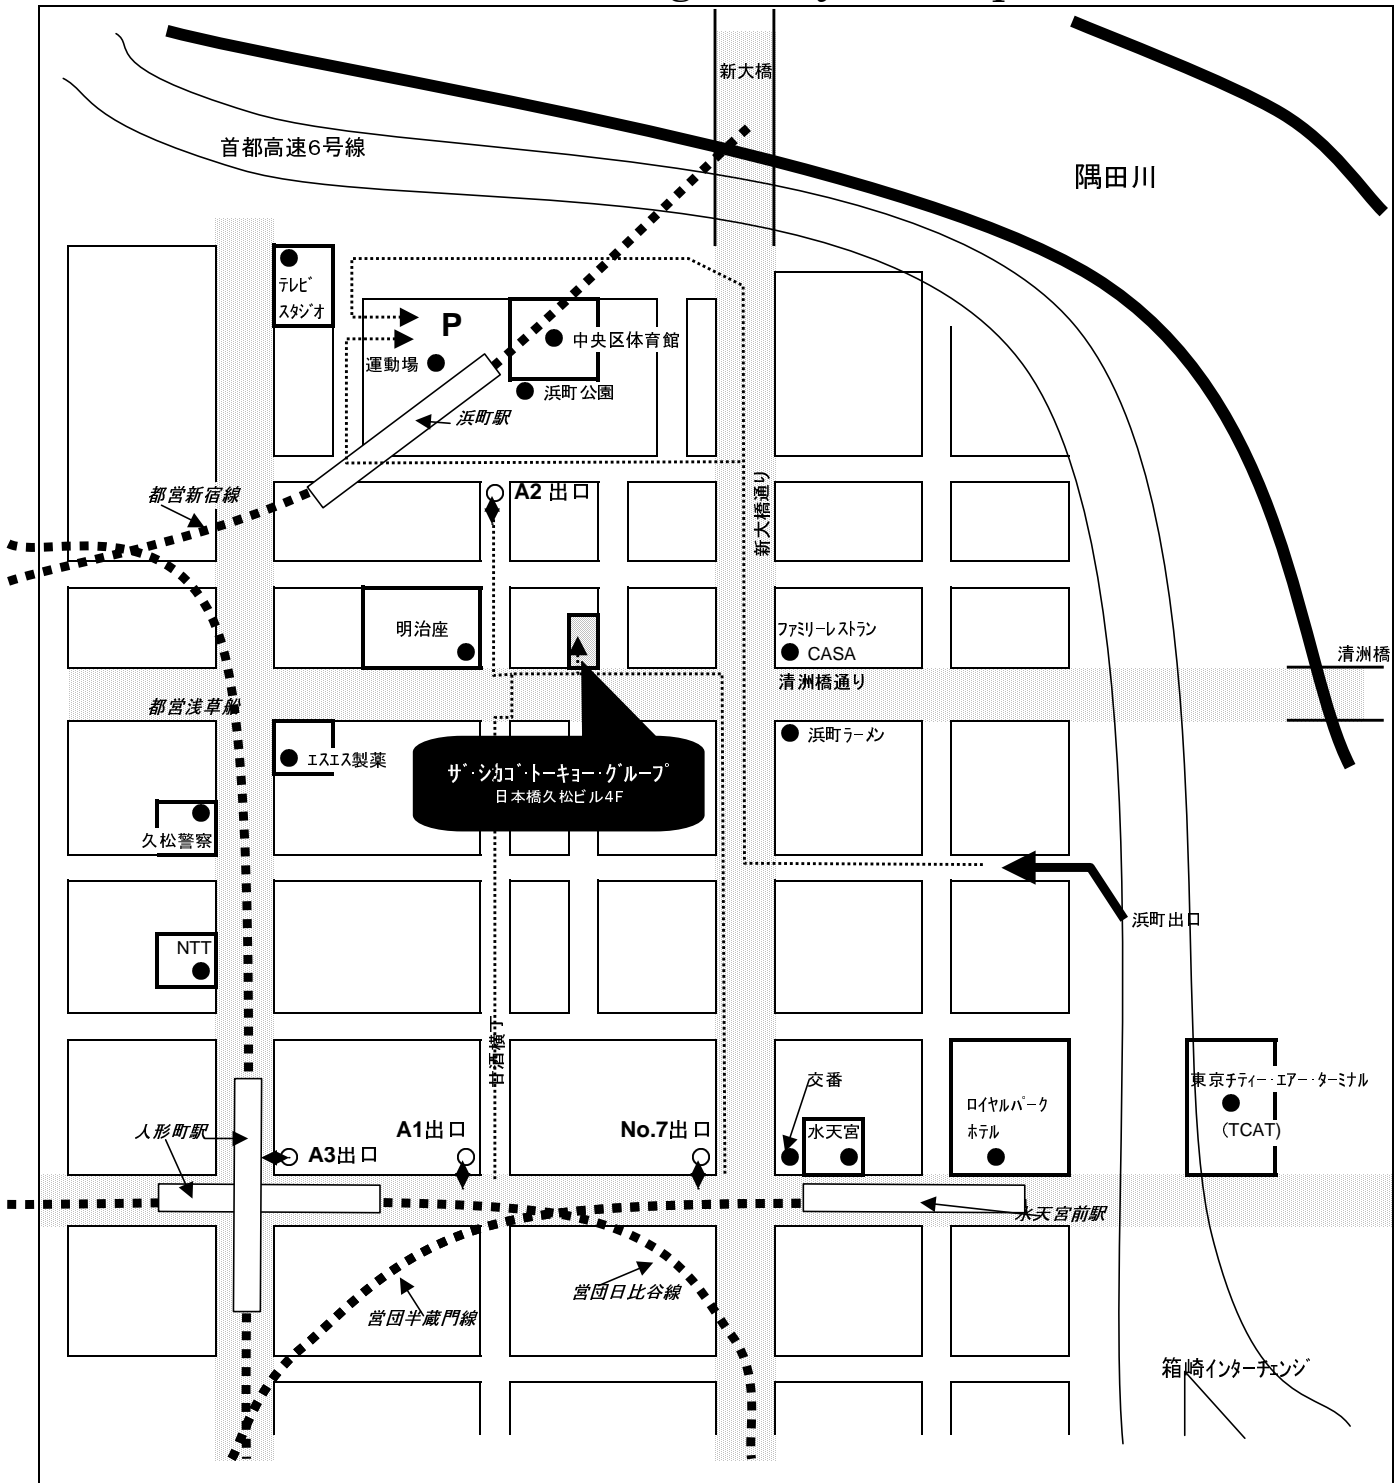 新大橋
首都高速6号線
隅田川
テレビ
スタジオ
P
中央区体育館
運動場
浜町公園
浜町駅
都営新宿線
A2 出口
新大橋通り
明治座
ファミリーレストラン
CASA
清洲橋
清洲橋通り
都営浅草船
浜町ラーメン
エスエス製薬
ザ・シカゴ・トーキョー・グループ
日本橋久松ビル4F
久松警察
浜町出口
NTT
甘酒横丁
交番
東京チティー・エアー・ターミナル
(TCAT)
ロイヤルパーク
ホテル
人形町駅
A1出口
No.7出口
水天宮
A3出口
水天宮前駅
営団日比谷線
営団半蔵門線
箱崎インターチェンジ